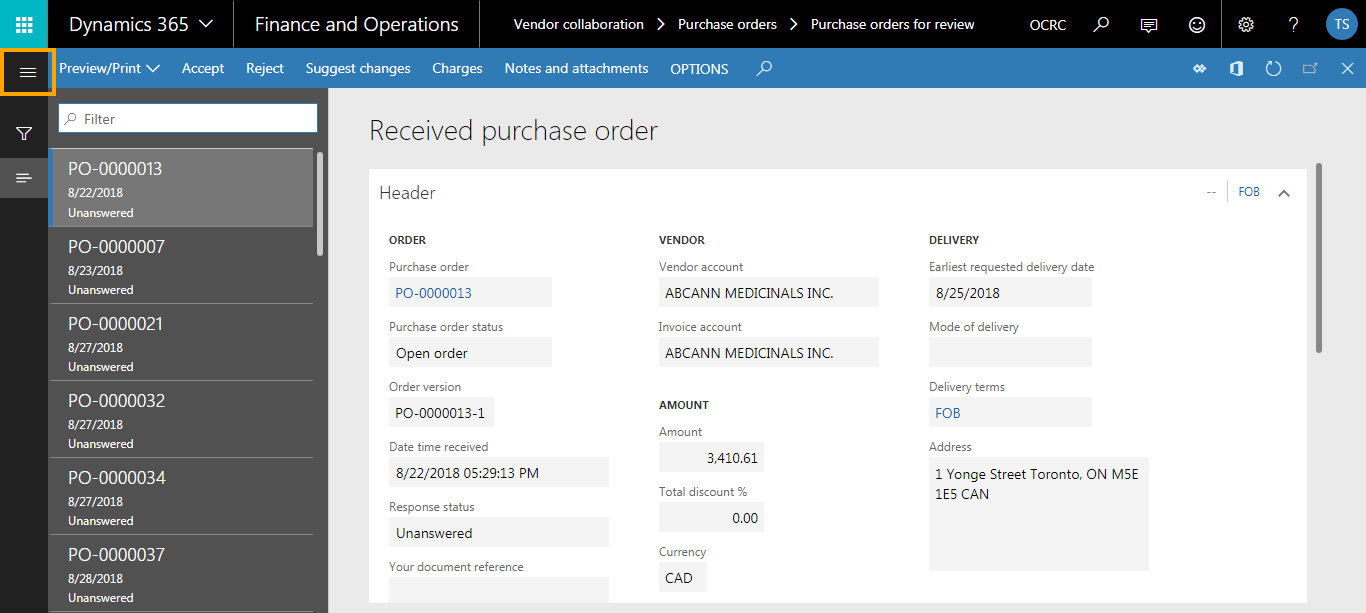 Dynamics 365
Finance and Operations
Vendor collaboration > Purchase orders > Purchase orders for review
OCRC
?
TS
Preview/Print
Accept
Reject
Suggest changes
Charges
Notes and attachments
OPTIONS
Filter
PO-0000013
8/22/2018
Unanswered
PO-0000007
8/23/2018
Unanswered
PO-0000021
8/27/2018
Unanswered
PO-0000032
8/27/2018
Unanswered
PO-0000034
8/27/2018
Unanswered
PO-0000037
8/28/2018
Unanswered
Received purchase order
Header
--
FOB
ORDER
Purchase order
PO-0000013
Purchase order status
Open order
Order version
PO-0000013-1
Date time received
8/22/2018 05:29:13 PM
Response status
Unanswered
Your document reference
VENDOR
Vendor account
ABCANN MEDICINALS INC.
Invoice account
ABCANN MEDICINALS INC.
AMOUNT
Amount
3,410.61
Total discount %
0.00
Currency
CAD
DELIVERY
Earliest requested delivery date
8/25/2018
Mode of delivery
Delivery terms
FOB
Address
1 Yonge Street Toronto, ON M5E
1E5 CAN